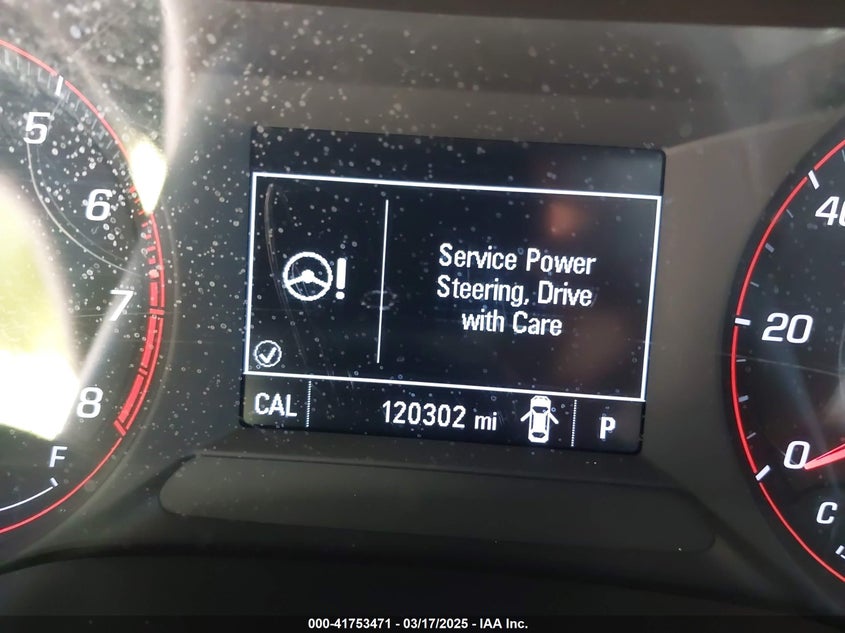 5
6
7
8
F
Service Power
Steering, Drive
with Care
CAL
120302 mi
P
40
20
0
C
000-41753471 - 03/17/2025 - IAA Inc.